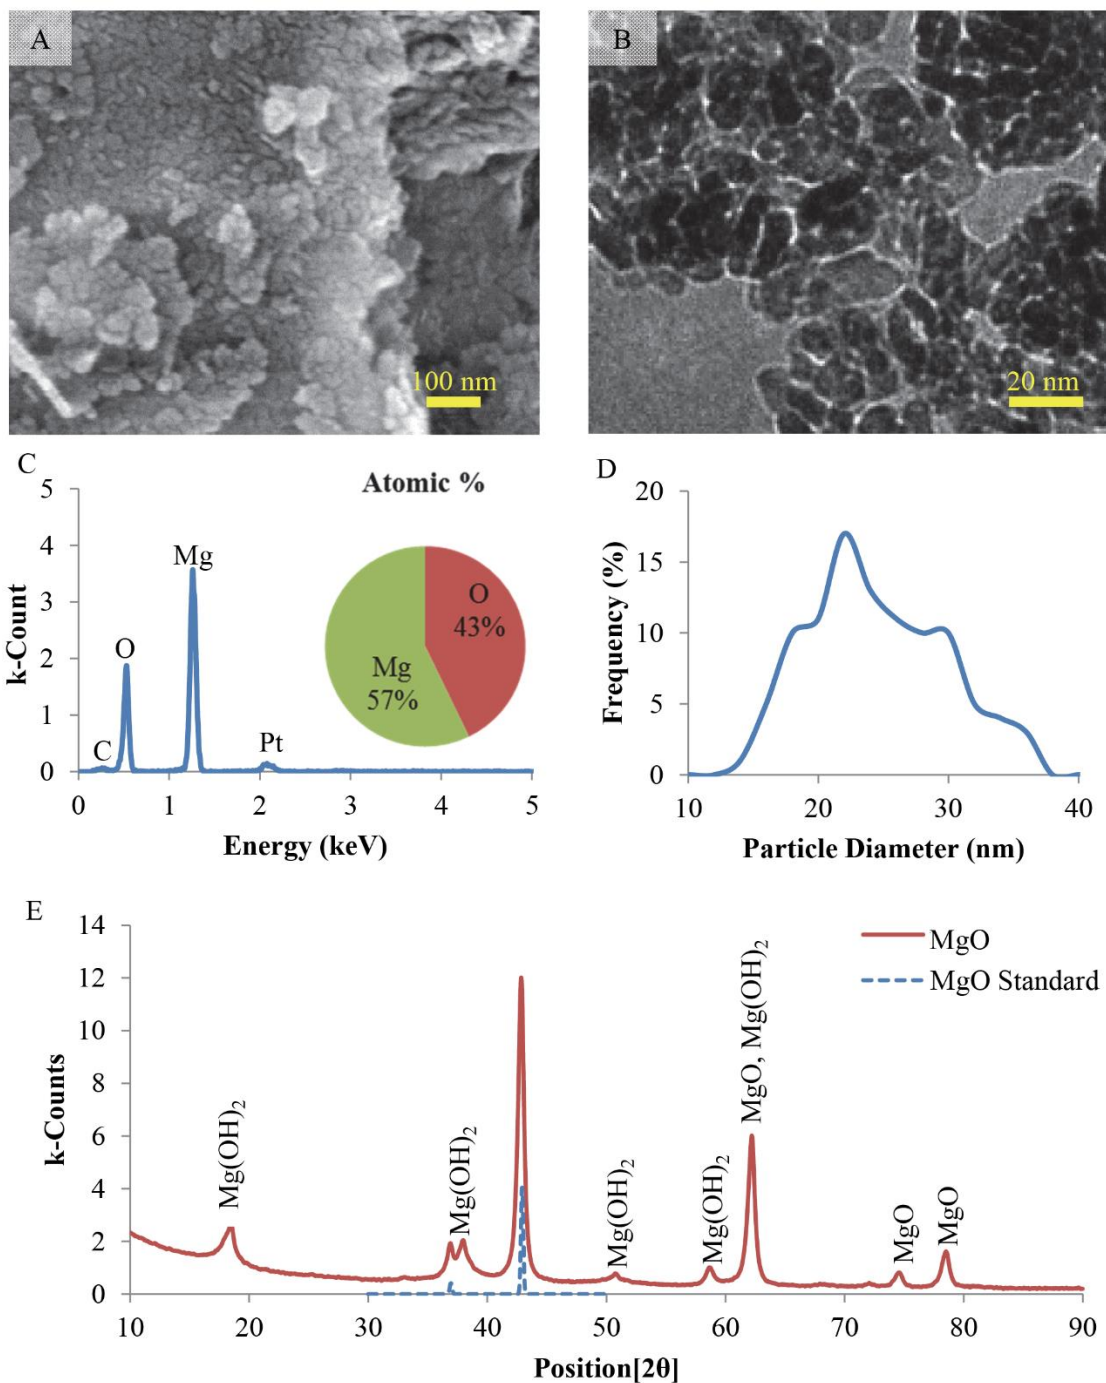 A
B
100 nm
20 nm
C
Atomic %
5
4
3
2
1
0
k-Count
O
Mg
C
Pt
O
43%
Mg
57%
0 1 2 3 4 5
Energy (keV)
D
20
15
10
5
0
Frequency (%)
10 20 30 40
Particle Diameter (nm)
E
14
12
10
8
6
4
2
0
k-Counts
Mg(OH)2
Mg(OH)2
Mg(OH)2
Mg(OH)2
MgO, Mg(OH)2
MgO
MgO
MgO
MgO Standard
10 20 30 40 50 60 70 80 90
Position[2θ]